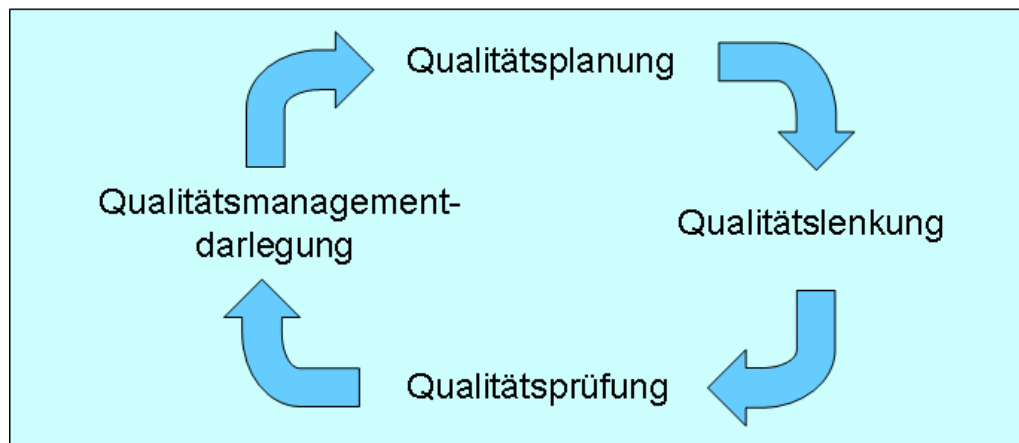 Qualitätsplanung
Qualitätsmanagement-
darlegung
Qualitätslenkung
Qualitätsprüfung